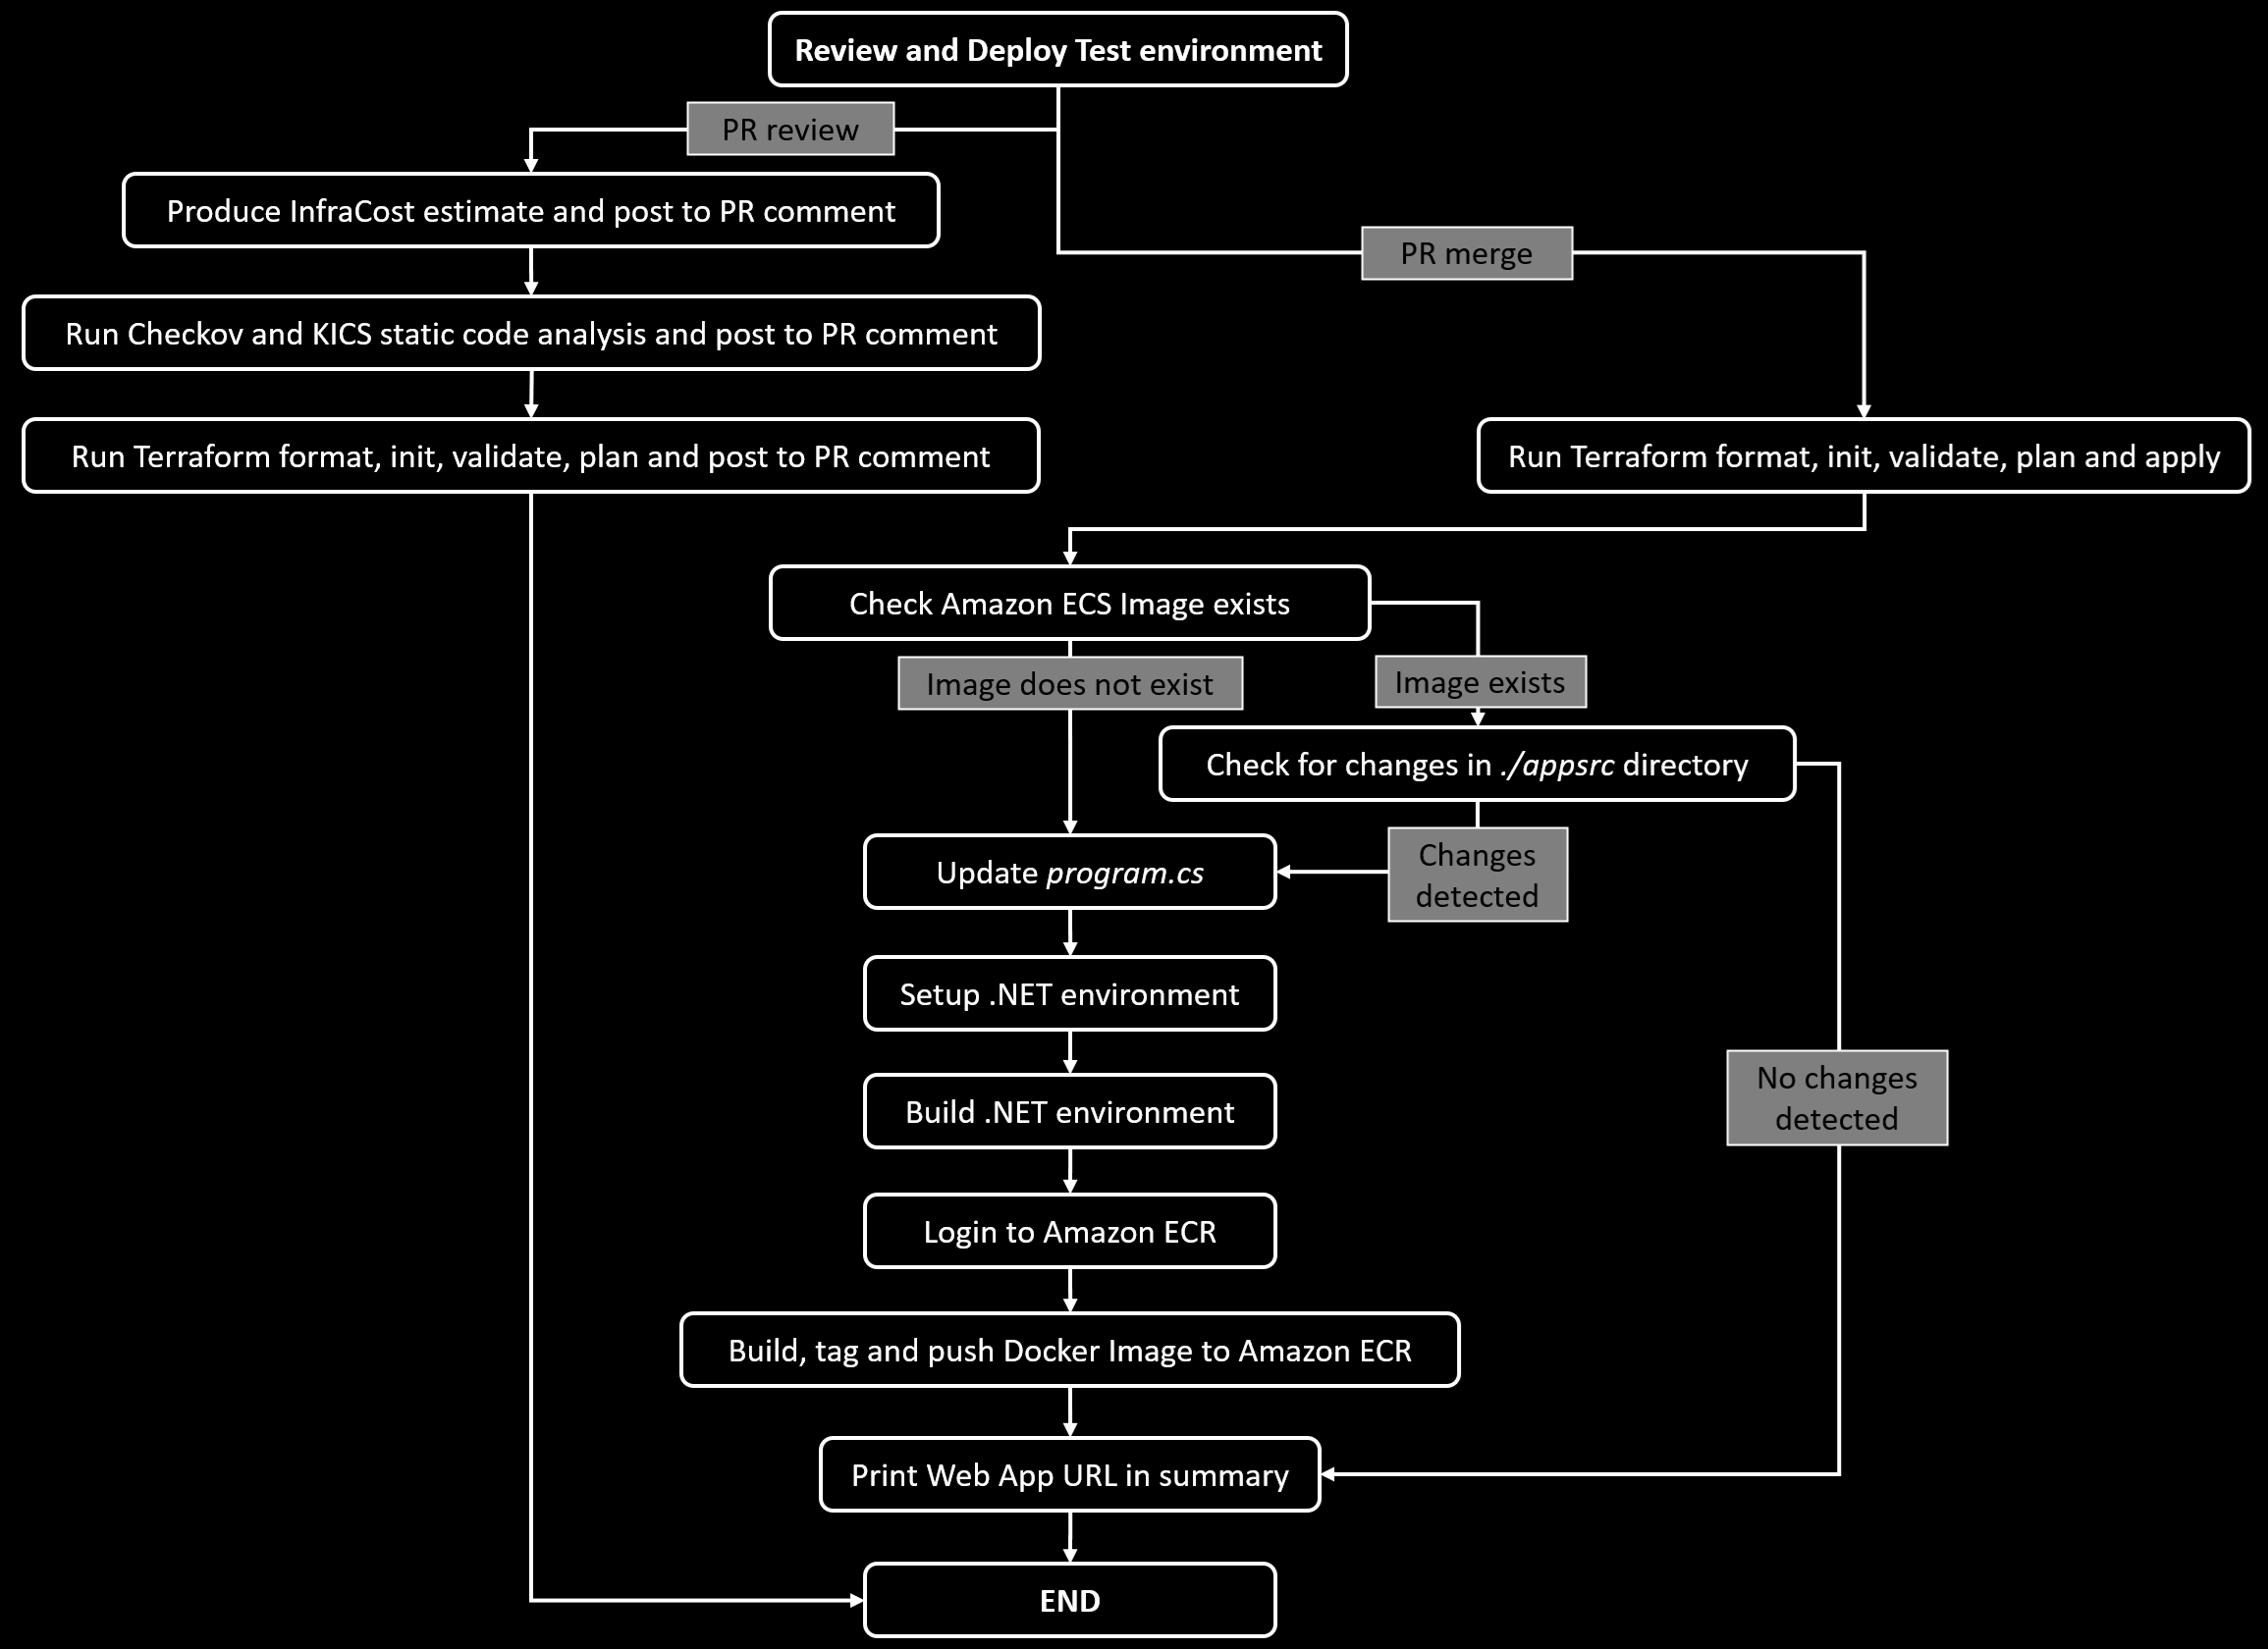 Review and Deploy Test environment
PR review
Produce InfraCost estimate and post to PR comment
PR merge
Run Checkov and KICS static code analysis and post to PR comment
Run Terraform format, init, validate, plan and post to PR comment
Run Terraform format, init, validate, plan and apply
Check Amazon ECS Image exists
Image does not exist
Image exists
Check for changes in ./appsrc directory
Update program.cs
Changes
detected
Setup .NET environment
Build .NET environment
No changes
detected
Login to Amazon ECR
Build, tag and push Docker Image to Amazon ECR
Print Web App URL in summary
END